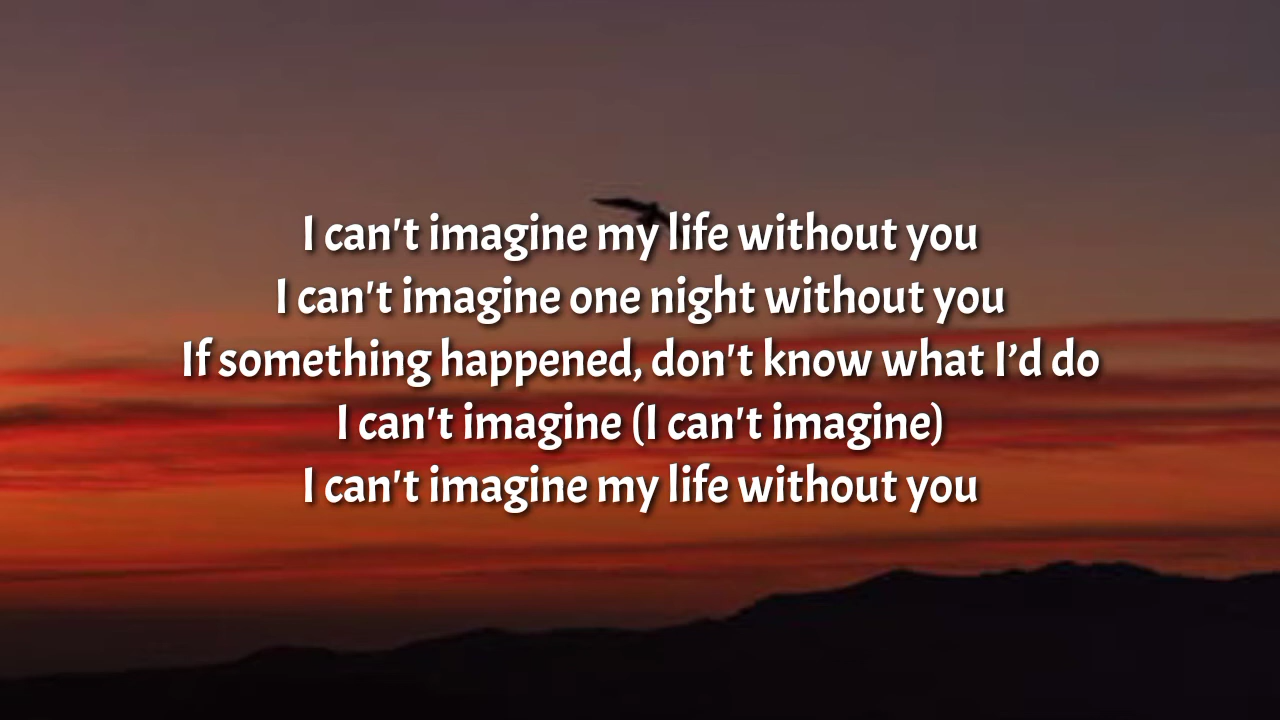 I can't imagine my life without you
I can't imagine one night without you
If something happened, don't know what I’d do
I can't imagine (I can't imagine)
I can't imagine my life without you